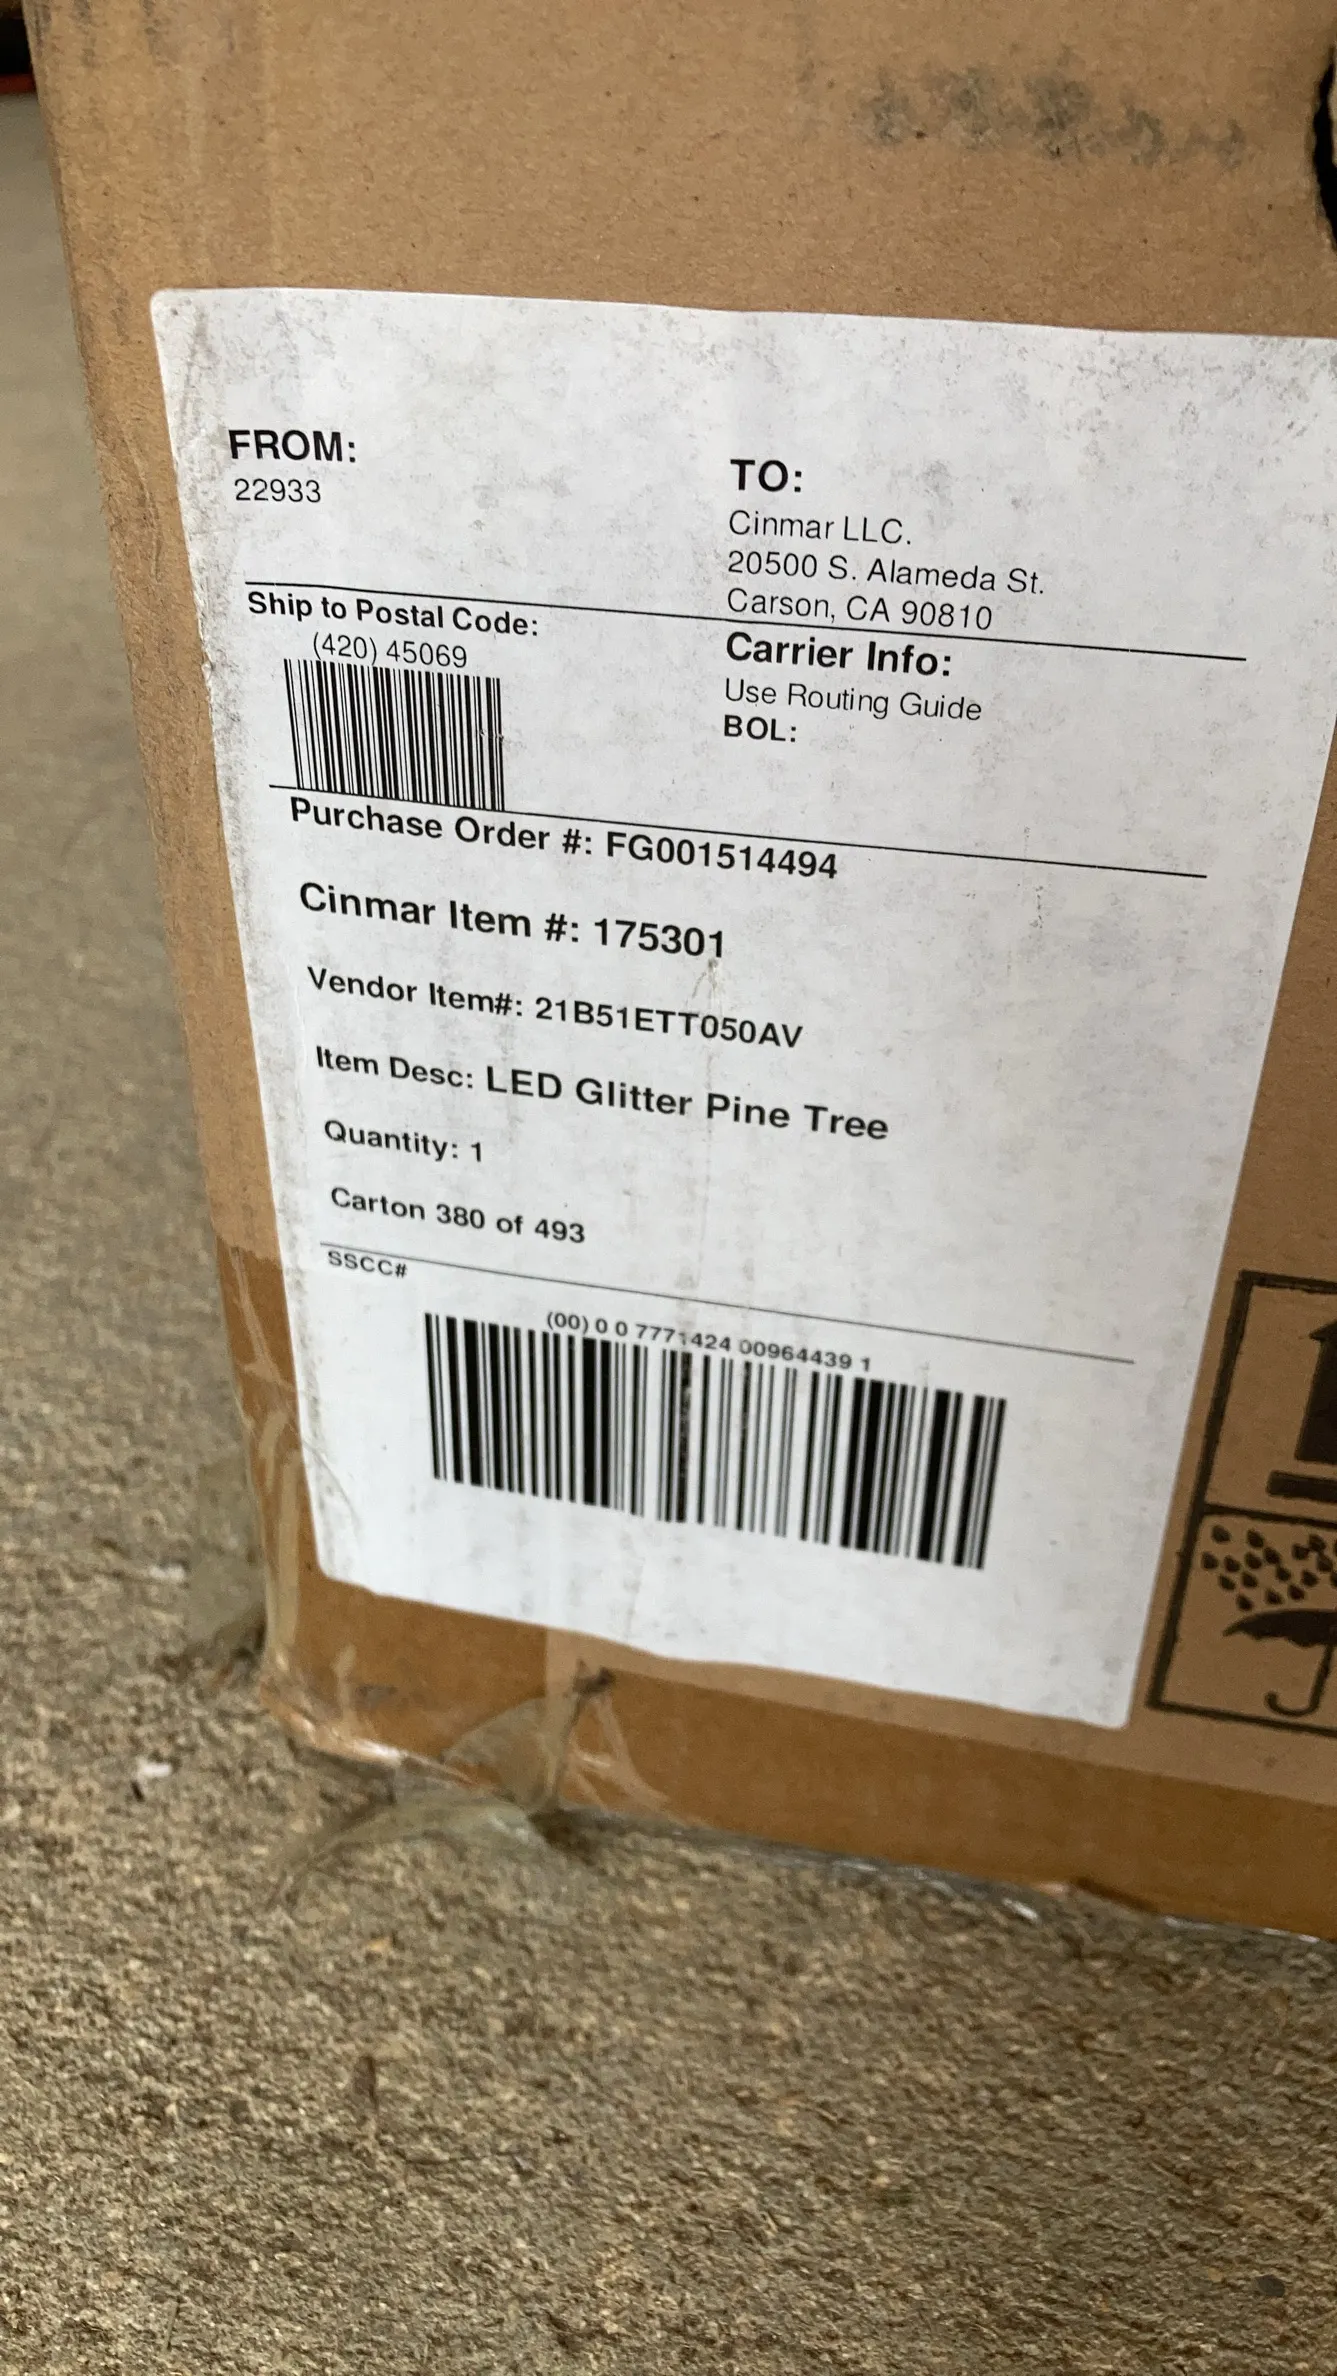 FROM:
22933
TO:
Cinmar LLC.
20500 S. Alameda St.
Carson, CA 90810
Ship to Postal Code:
(420) 45069
Carrier Info:
Use Routing Guide
BOL:
Purchase Order #: FG001514494
Cinmar Item #: 175301
Vendor Item#: 21B51ETT050AV
Item Desc: LED Glitter Pine Tree
Quantity: 1
Carton 380 of 493
SSCC#
(00) 0 0 7771424 00964439 1